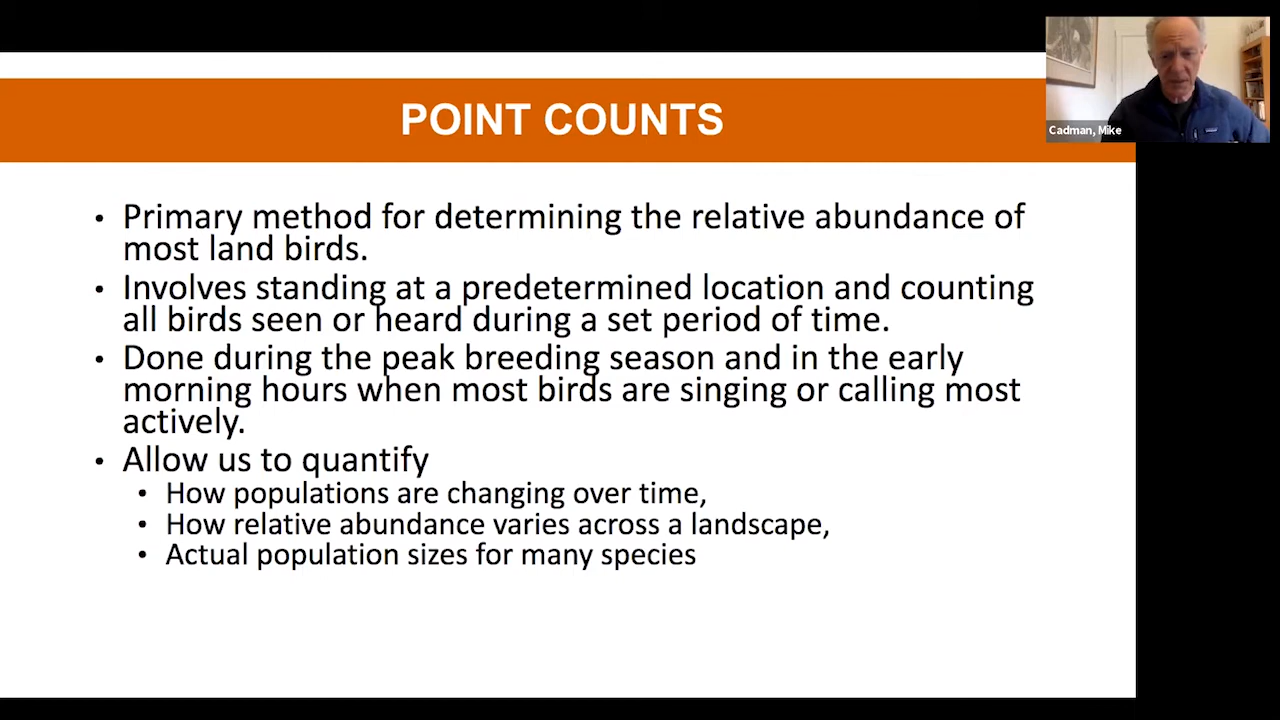 POINT COUNTS
Cadman, Mike
• Primary method for determining the relative abundance of
most land birds.
• Involves standing at a predetermined location and counting
all birds seen or heard during a set period of time.
• Done during the peak breeding season and in the early
morning hours when most birds are singing or calling most
actively.
• Allow us to quantify
• How populations are changing over time,
• How relative abundance varies across a landscape,
• Actual population sizes for many species